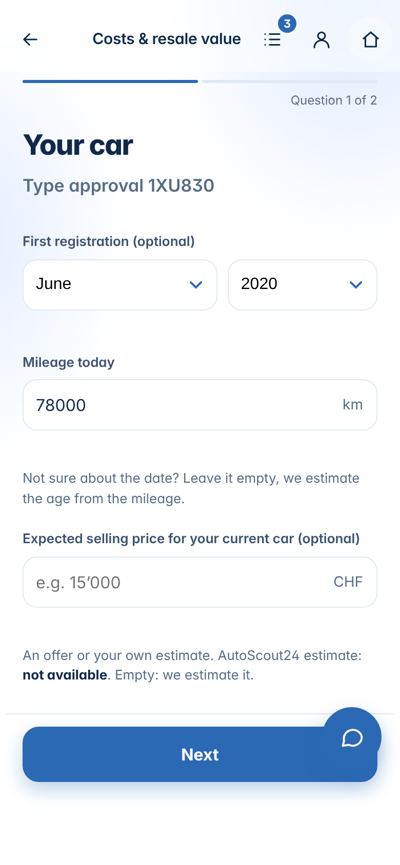 Costs & resale value
3
Question 1 of 2
Your car
Type approval 1XU830
First registration (optional)
June
2020
Mileage today
78000
km
Not sure about the date? Leave it empty, we estimate
the age from the mileage.
Expected selling price for your current car (optional)
e.g. 15’000
CHF
An offer or your own estimate. AutoScout24 estimate:
not available. Empty: we estimate it.
Next